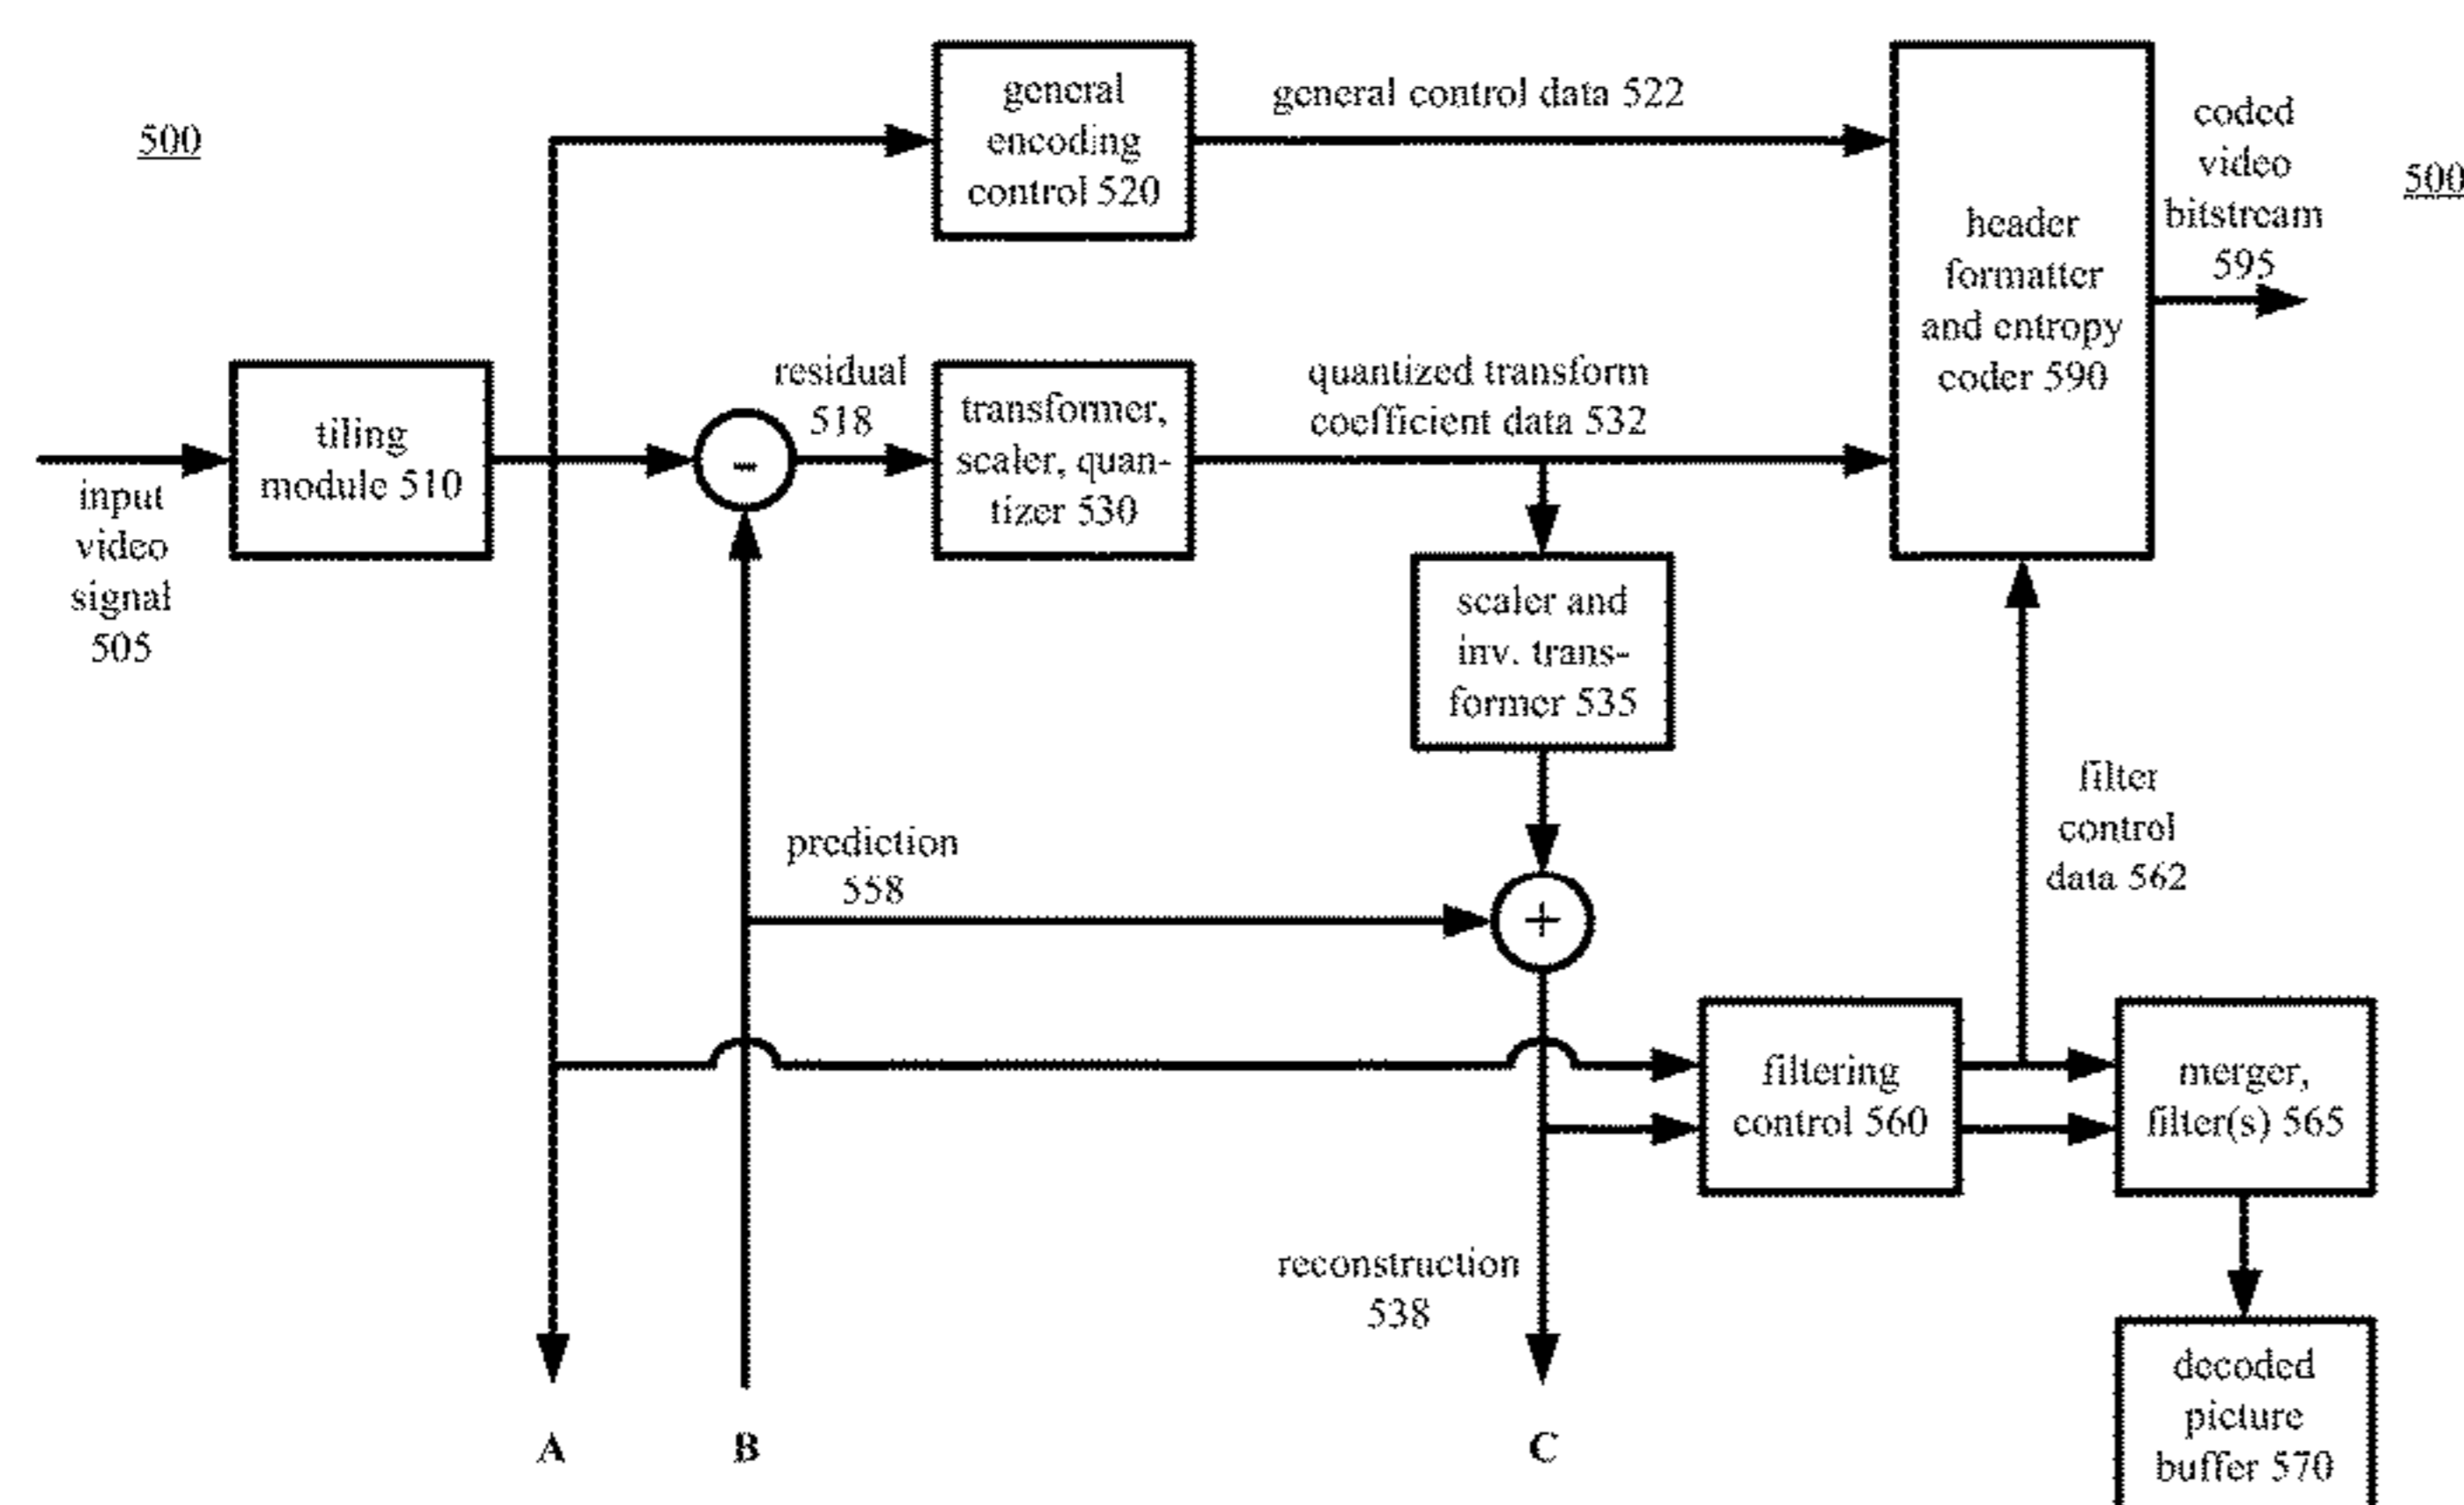 500
general
encoding
control 520
general control data 522
header
formatter
and entropy
coder 590
coded
video
bitstream
595
500
input
video
signal
505
tiling
module 510
residual
518
-
transformer,
scaler, quan-
tizer 530
quantized transform
coefficient data 532
scaler and
inv. trans-
former 535
prediction
558
+
filter
control
data 562
filtering
control 560
merger,
filter(s) 565
reconstruction
538
decoded
picture
buffer 570
A
B
C